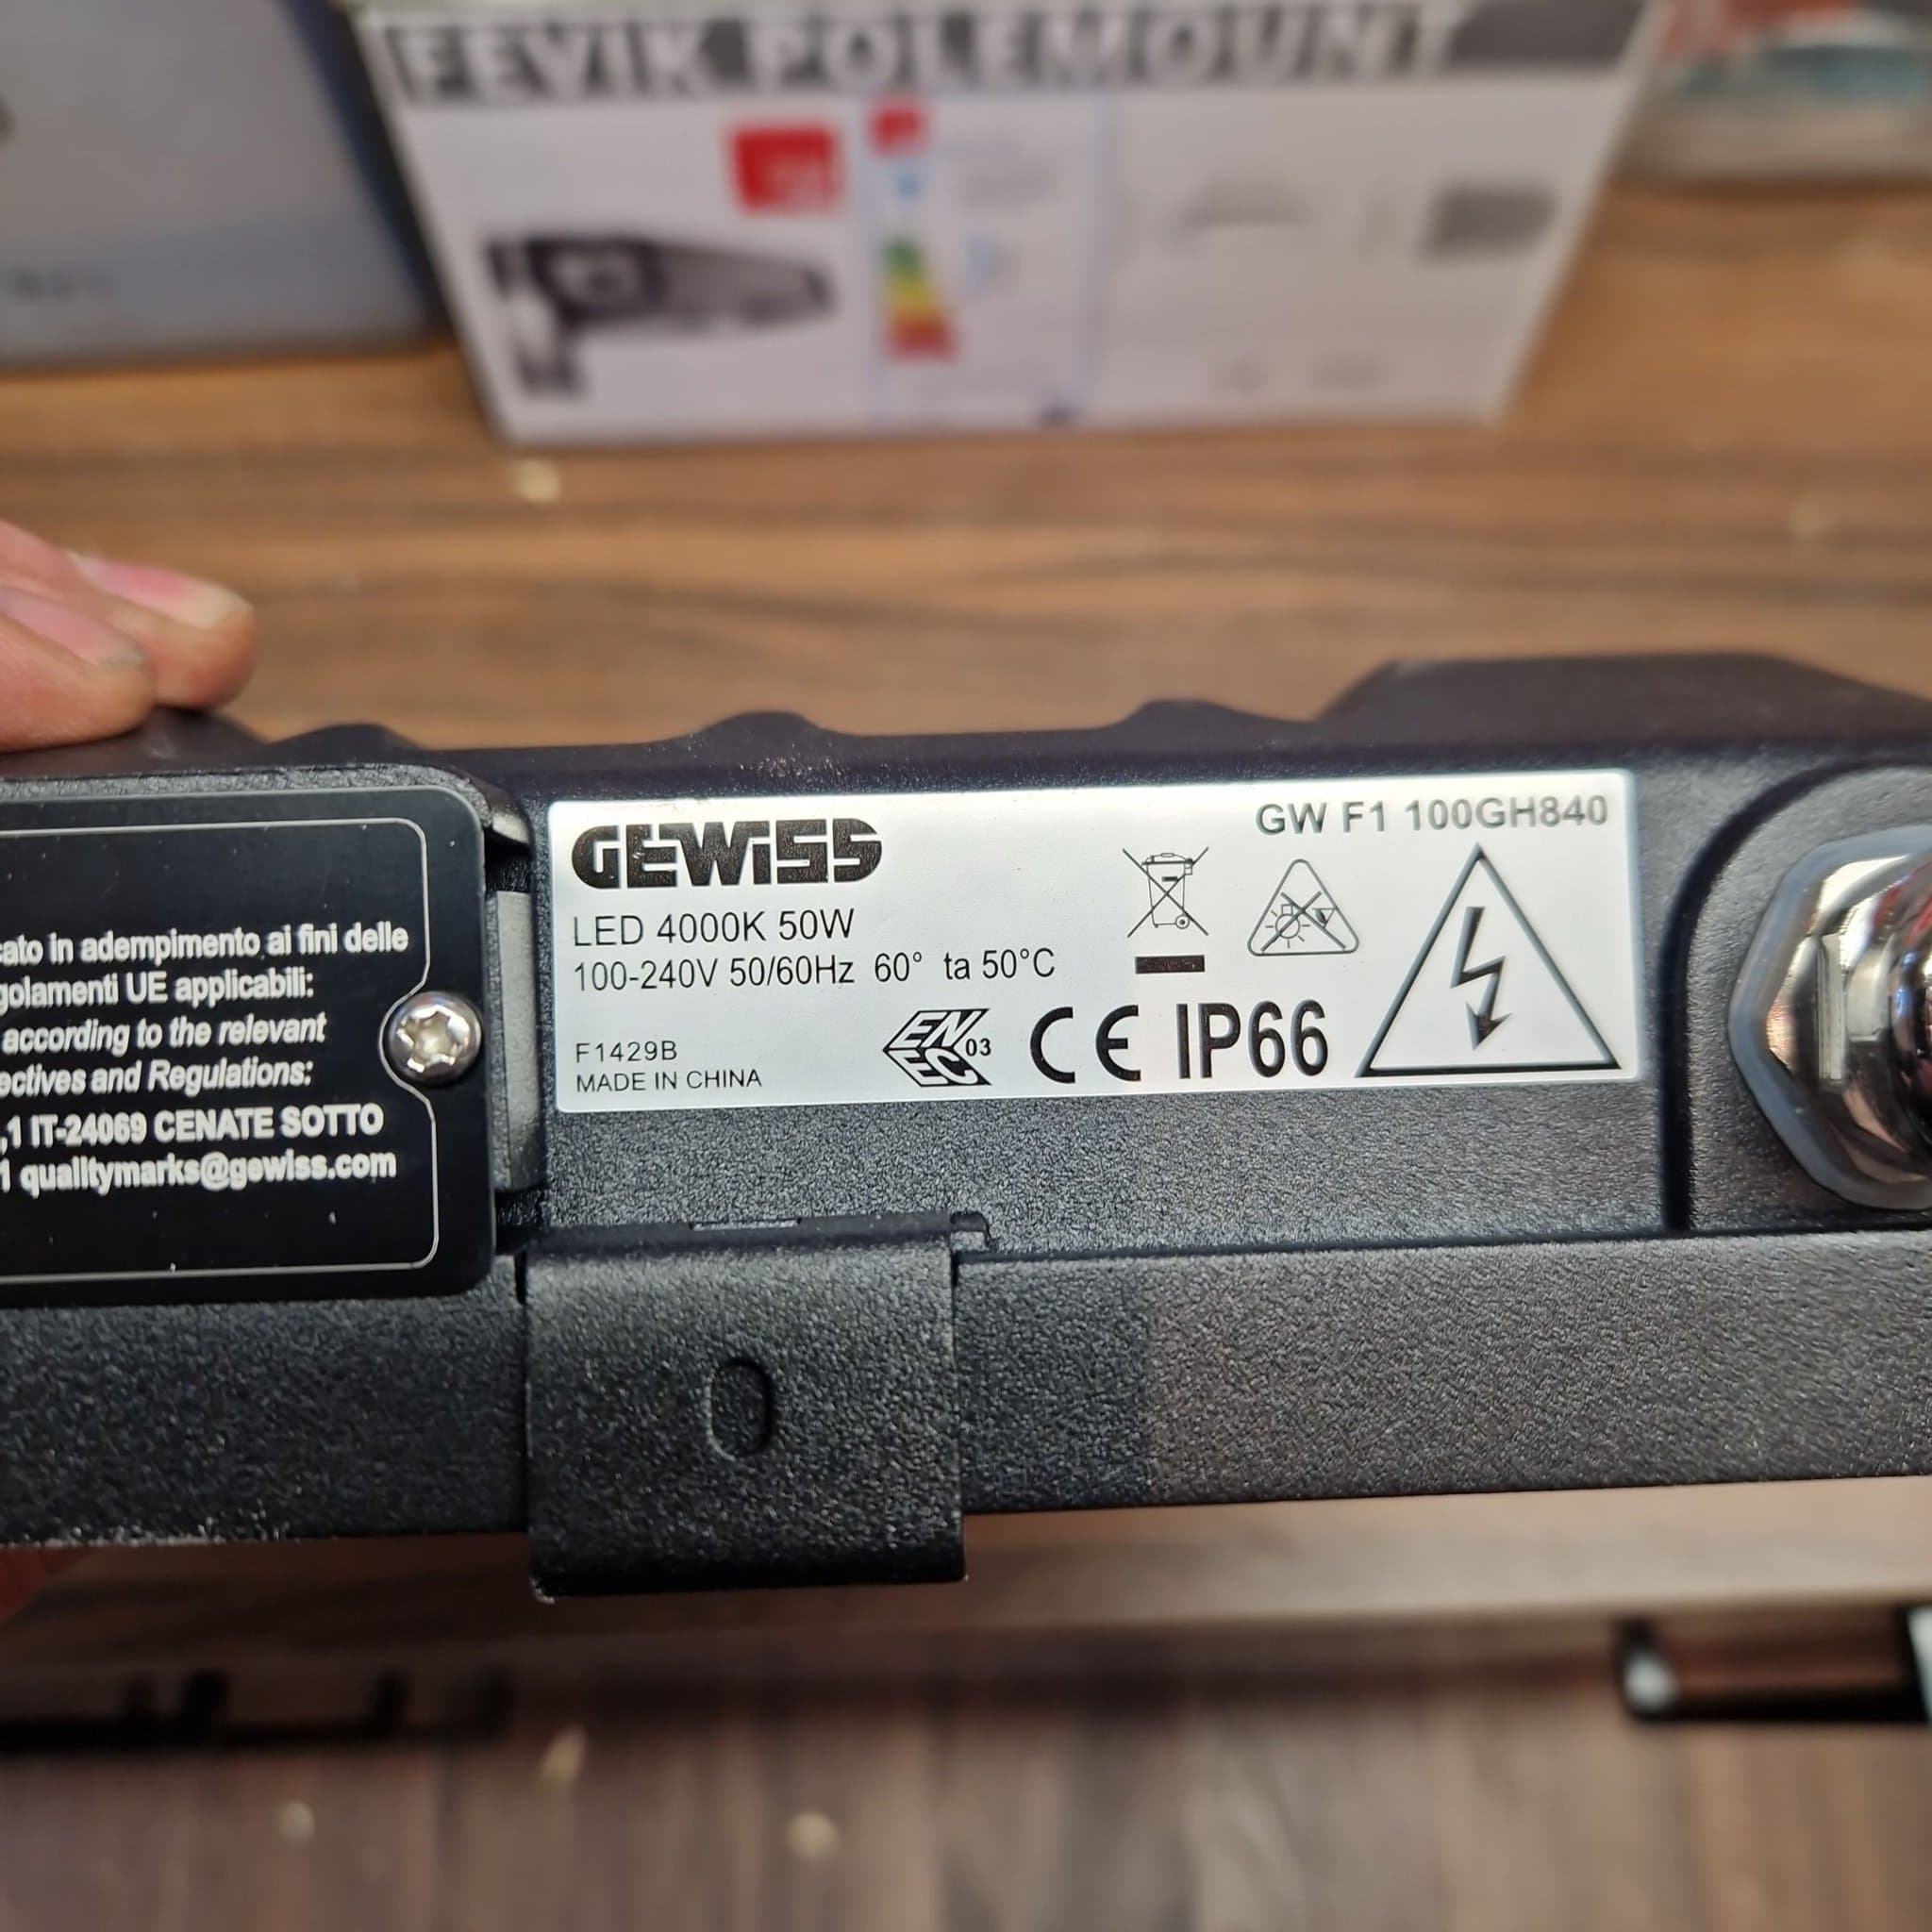 FEVIK POLEMOUNT
cato in adempimento ai fini delle
golamenti UE applicabili:
according to the relevant
ectives and Regulations:
,1 IT-24069 CENATE SOTTO
1 qualitymarks@gewiss.com
GEWiSS
GW F1 100GH840
LED 4000K 50W
100-240V 50/60Hz 60° ta 50°C
F1429B
MADE IN CHINA
ENEC 03
CE IP66